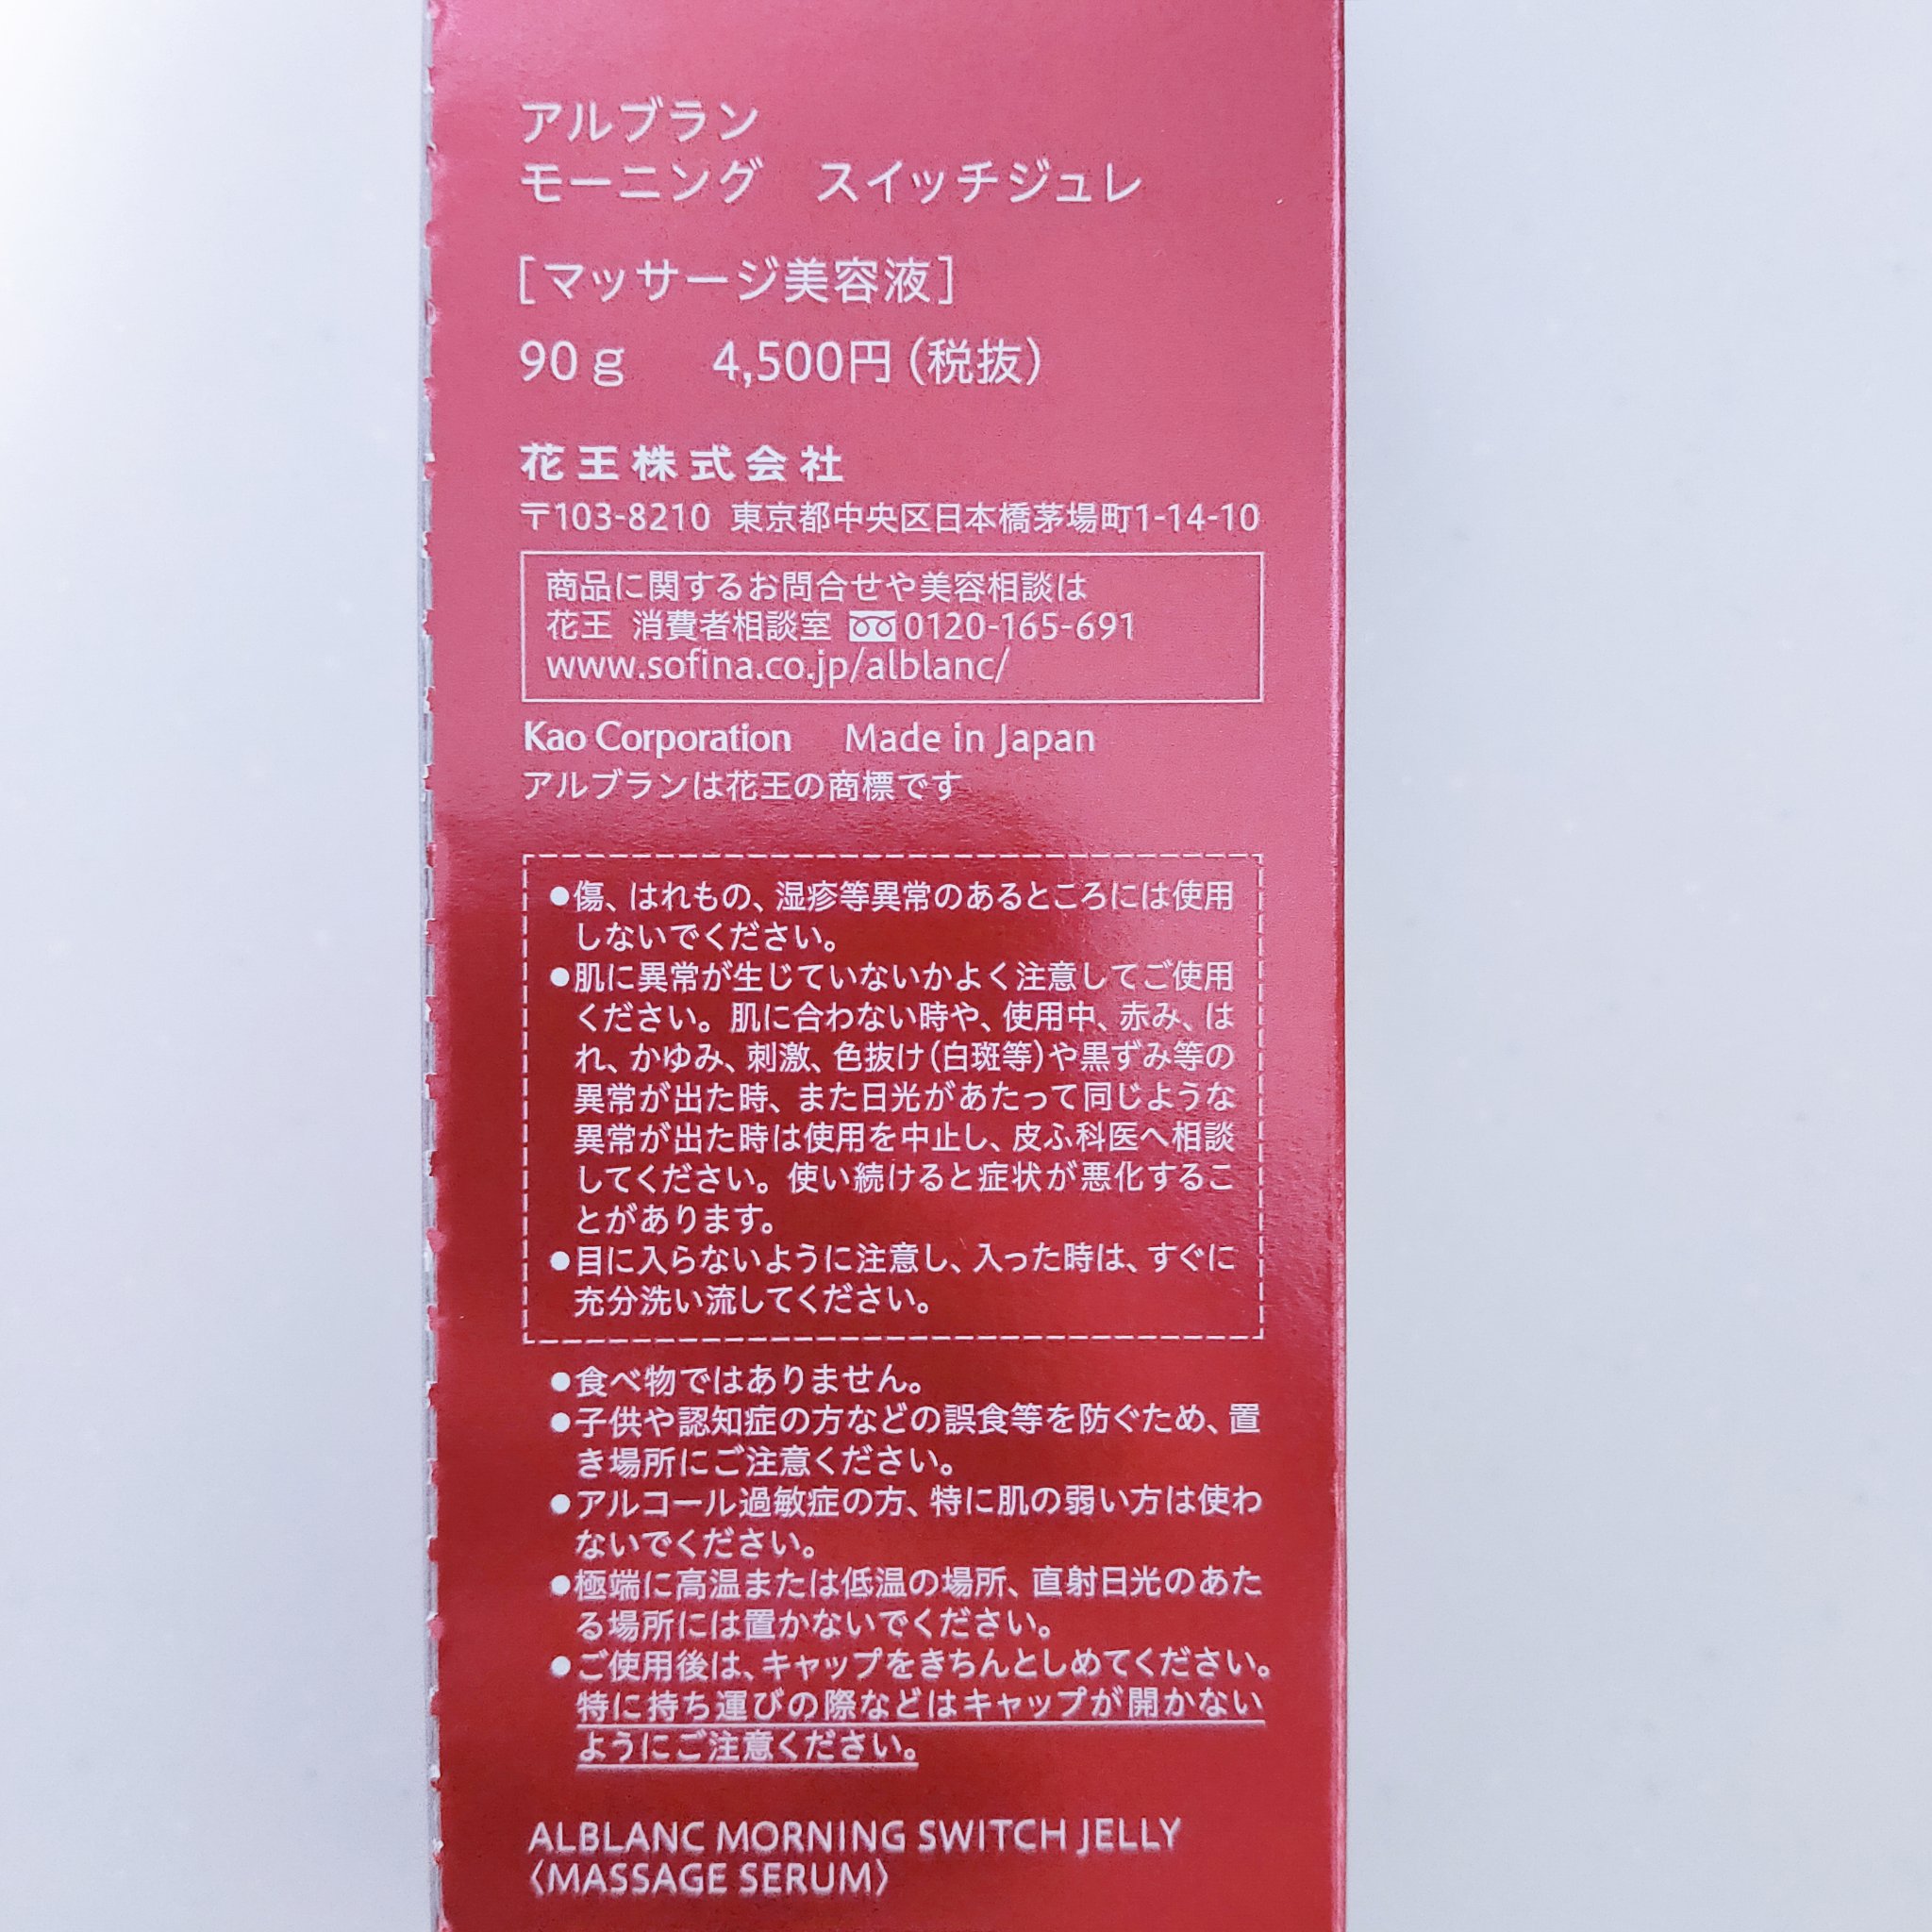 アルブラン
モーニング　スイッチジュレ
［マッサージ美容液］
90ｇ　4,500円（税抜）
花王株式会社
〒103-8210 東京都中央区日本橋茅場町1-14-10
商品に関するお問合せや美容相談は
花王 消費者相談室 0120-165-691
www.sofina.co.jp/alblanc/
Kao Corporation　Made in Japan
アルブランは花王の商標です
●傷、はれもの、湿疹等異常のあるところには使用
しないでください。
●肌に異常が生じていないかよく注意してご使用
ください。肌に合わない時や、使用中、赤み、は
れ、かゆみ、刺激、色抜け（白斑等）や黒ずみ等の
異常が出た時、また日光があたって同じような
異常が出た時は使用を中止し、皮ふ科医へ相談
してください。使い続けると症状が悪化するこ
とがあります。
●目に入らないように注意し、入った時は、すぐに
充分洗い流してください。
●食べ物ではありません。
●子供や認知症の方などの誤食等を防ぐため、置
き場所にご注意ください。
●アルコール過敏症の方、特に肌の弱い方は使わ
ないでください。
●極端に高温または低温の場所、直射日光のあた
る場所には置かないでください。
●ご使用後は、キャップをきちんとしめてください。
特に持ち運びの際などはキャップが開かない
ようにご注意ください。
ALBLANC MORNING SWITCH JELLY
〈MASSAGE SERUM〉